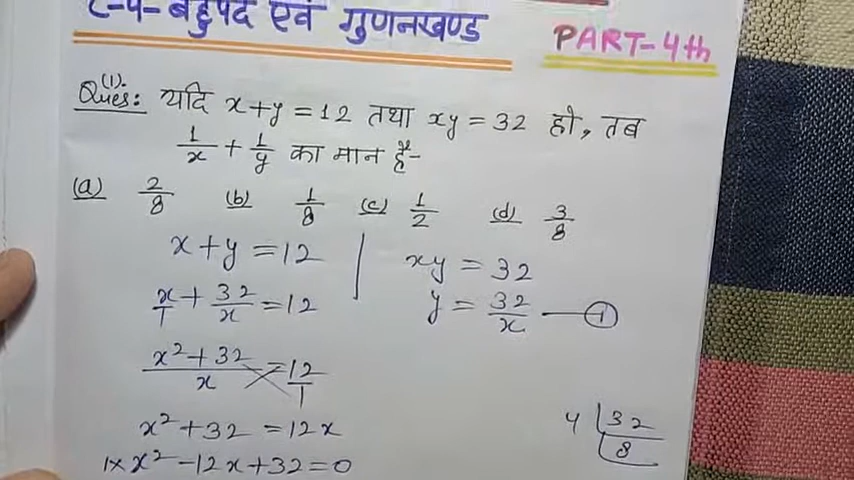 बहुपद एवं गुणनखण्ड
PART-4th
Ques: (1). यदि x+y=12 तथा xy=32 हो, तब
1/x + 1/y का मान है-
(a) 2/8 (b) 1/8 (c) 1/2 (d) 3/8
x+y=12 | xy=32
x/1 + 32/x = 12 y = 32/x —①
x²+32/x = 12/1
x²+32=12x
1×x²-12x+32=0
4 | 32
8